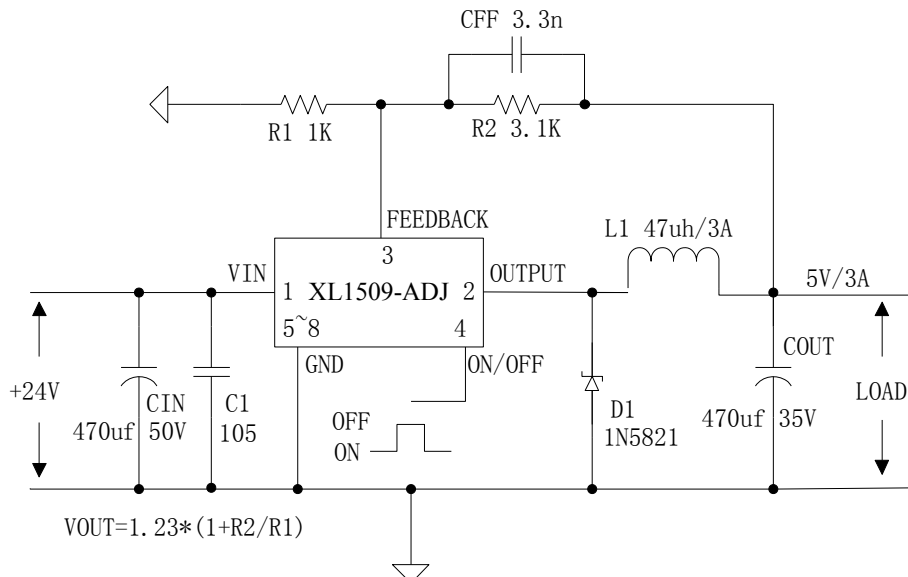 CFF 3.3n
R1 1K
R2 3.1K
FEEDBACK
3
L1 47uh/3A
VIN
OUTPUT
5V/3A
1 XL1509-ADJ 2
5~8
4
GND
ON/OFF
COUT
+24V
CIN
470uf 50V
C1
105
OFF
ON
D1
1N5821
470uf 35V
LOAD
VOUT=1.23*(1+R2/R1)